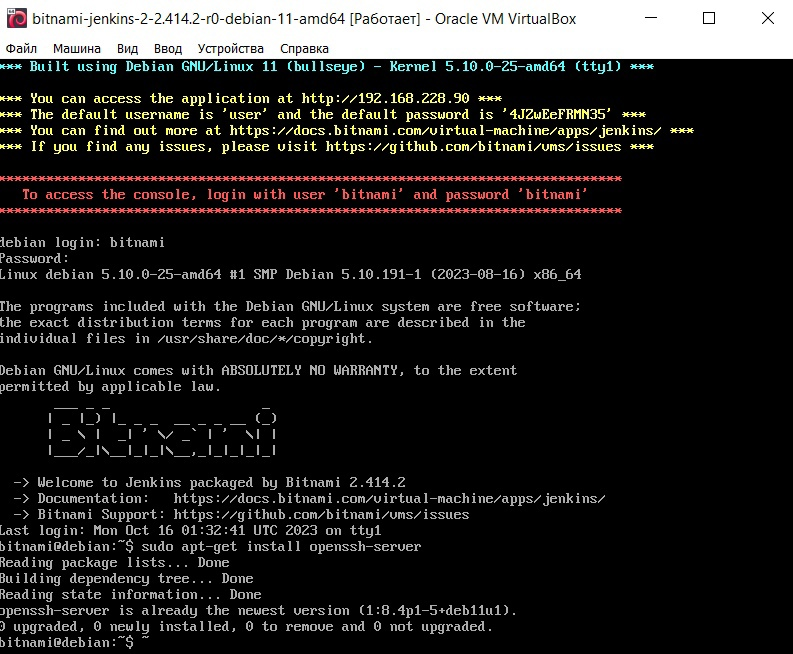 bitnami-jenkins-2-2.414.2-r0-debian-11-amd64 [Работает] - Oracle VM VirtualBox
Файл Машина Вид Ввод Устройства Справка
*** Built using Debian GNU/Linux 11 (bullseye) - Kernel 5.10.0-25-amd64 (tty1) ***
*** You can access the application at http://192.168.228.90 ***
*** The default username is 'user' and the default password is '4JZwEeFRMN35' ***
*** You can find out more at https://docs.bitnami.com/virtual-machine/apps/jenkins/ ***
*** If you find any issues, please visit https://github.com/bitnami/vms/issues ***
*******************************************************************************
To access the console, login with user 'bitnami' and password 'bitnami'
*******************************************************************************
debian login: bitnami
Password:
Linux debian 5.10.0-25-amd64 #1 SMP Debian 5.10.191-1 (2023-08-16) x86_64
The programs included with the Debian GNU/Linux system are free software;
the exact distribution terms for each program are described in the
individual files in /usr/share/doc/*/copyright.
Debian GNU/Linux comes with ABSOLUTELY NO WARRANTY, to the extent
permitted by applicable law.
Bitnami
-> Welcome to Jenkins packaged by Bitnami 2.414.2
-> Documentation: https://docs.bitnami.com/virtual-machine/apps/jenkins/
-> Bitnami Support: https://github.com/bitnami/vms/issues
Last login: Mon Oct 16 01:32:41 UTC 2023 on tty1
bitnami@debian:~$ sudo apt-get install openssh-server
Reading package lists... Done
Building dependency tree... Done
Reading state information... Done
openssh-server is already the newest version (1:8.4p1-5+deb11u1).
0 upgraded, 0 newly installed, 0 to remove and 0 not upgraded.
bitnami@debian:~$ ~